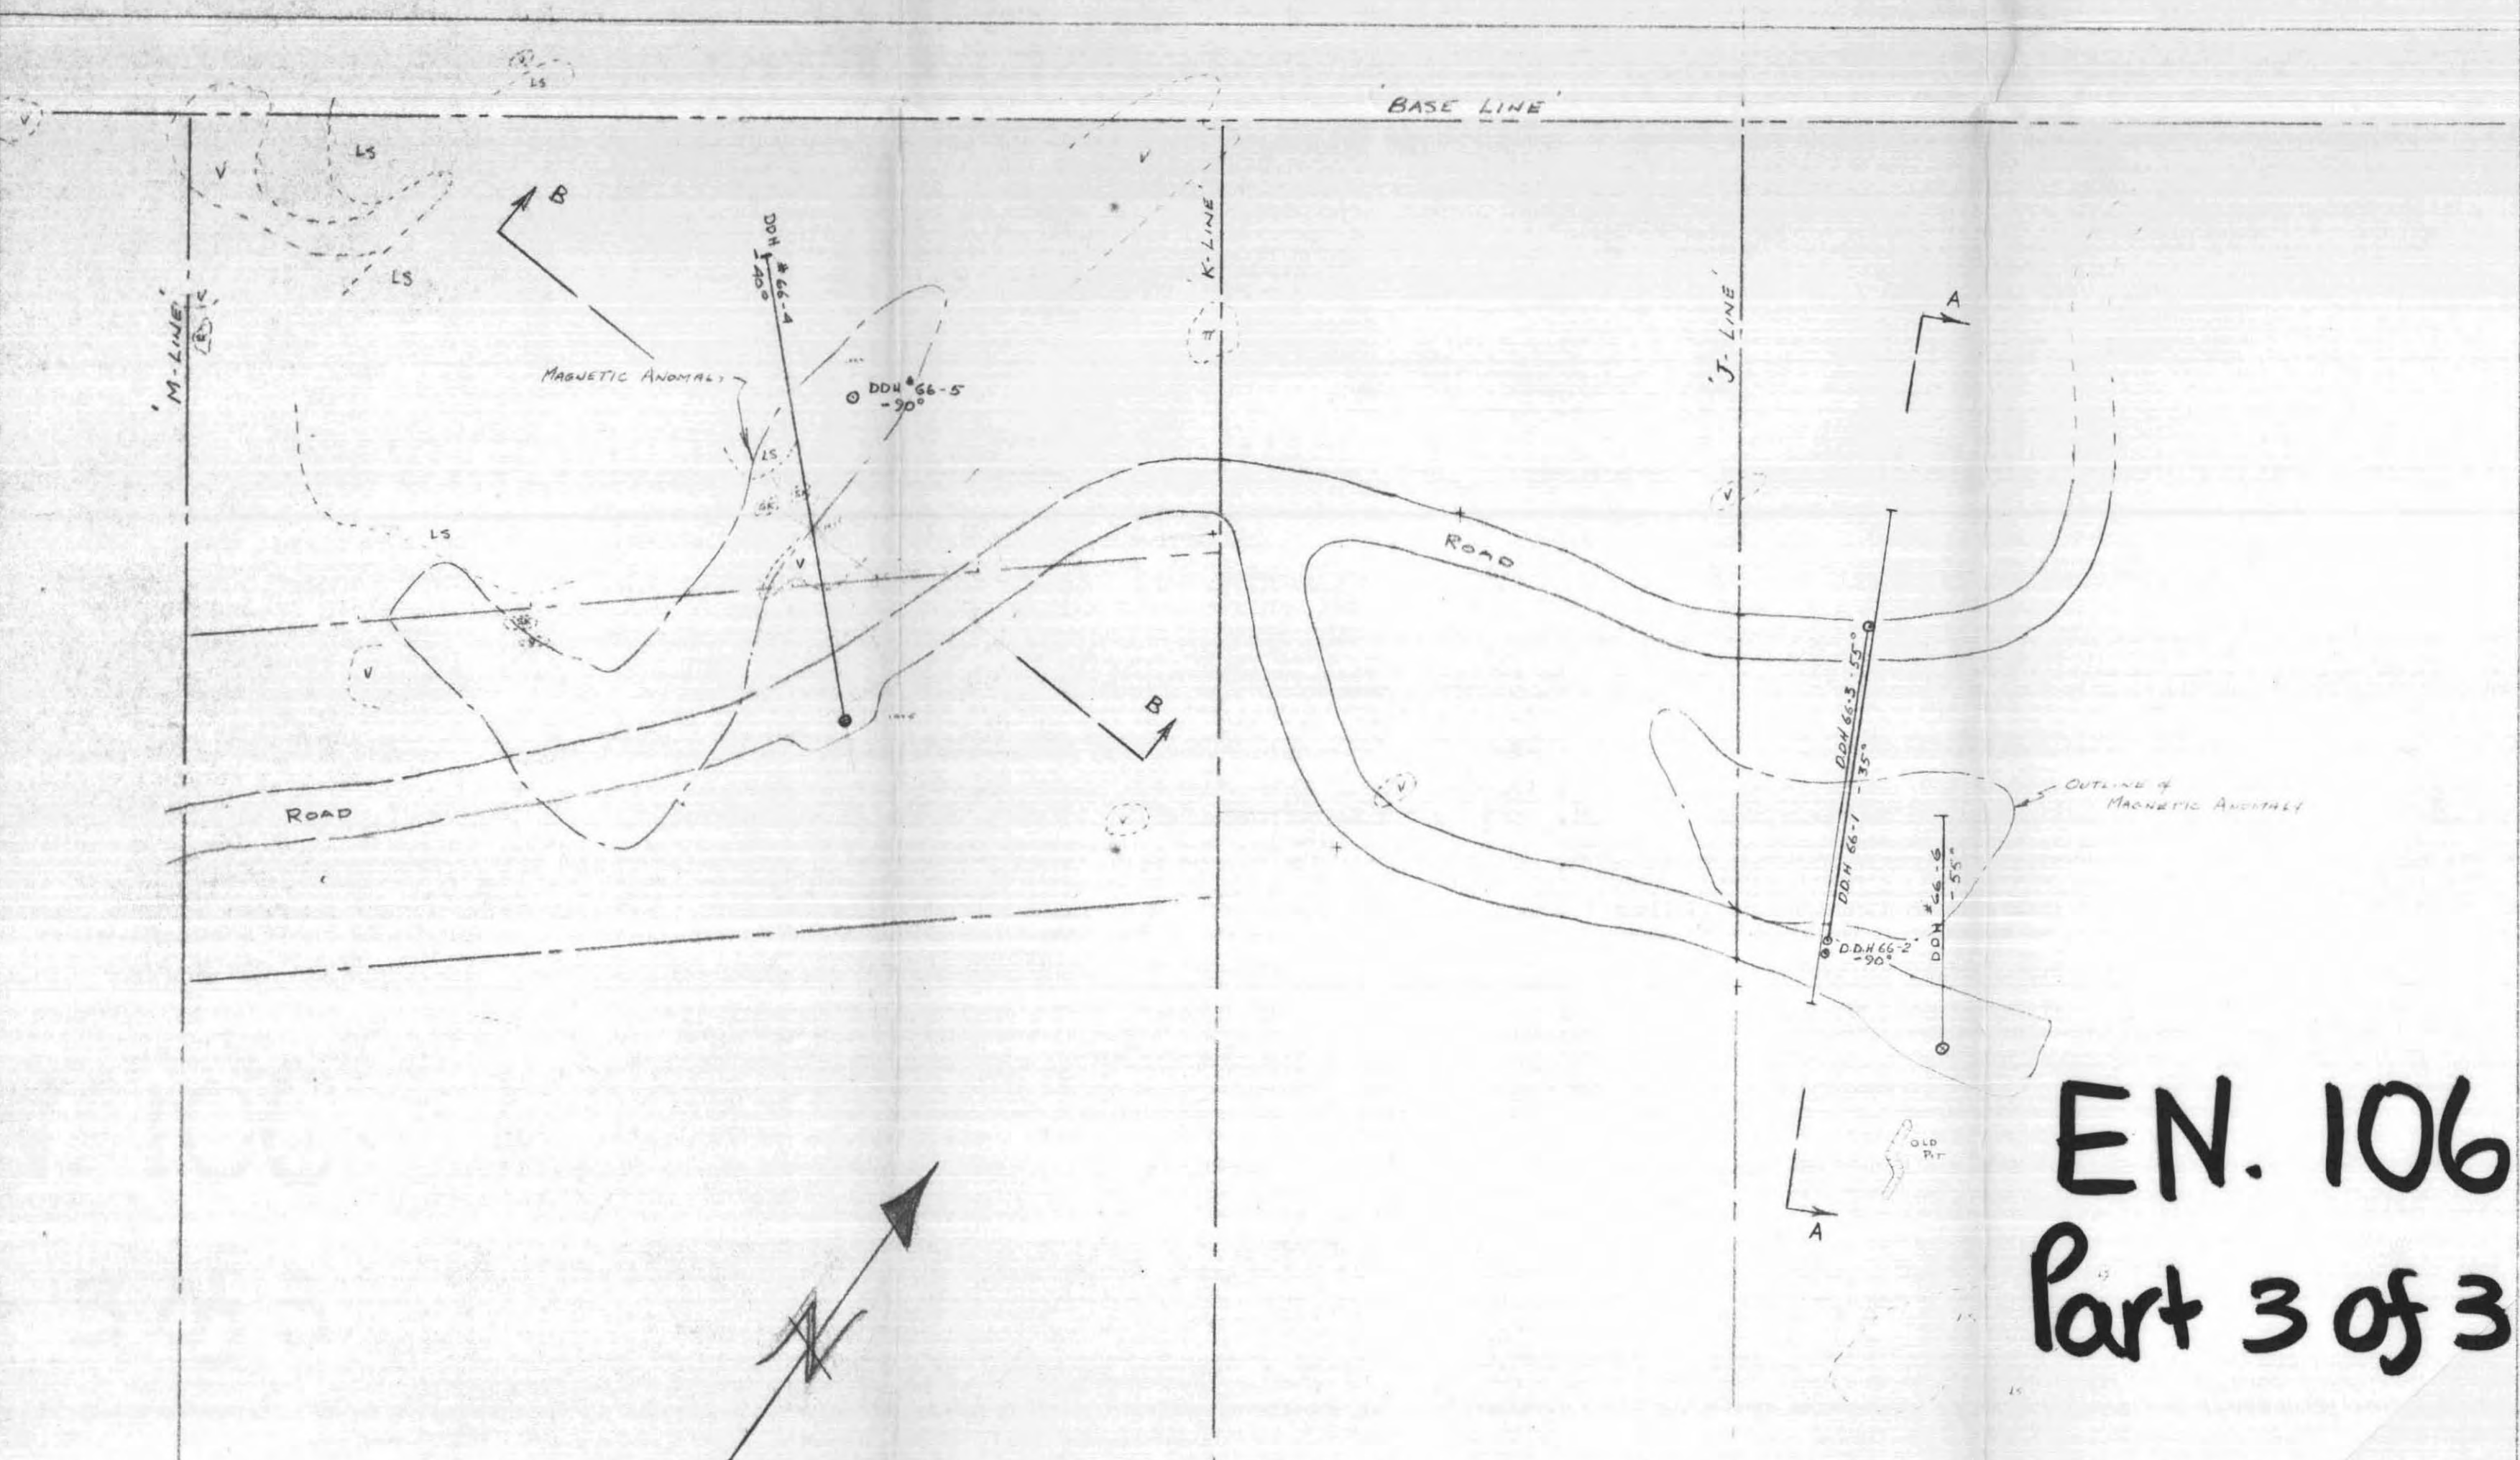 V
LS
'BASE LINE'
V
LS
V
V
B
LS
'M-LINE'
DDH #66-4
-40°
'K-LINE'
π
'J-LINE'
A
MAGNETIC ANOMALY
DDH #66-5
-90°
LS
V
LS
ROAD
V
V
B
DDH 66-3 -55°
DDH 66-1 -35°
OUTLINE of
MAGNETIC ANOMALY
ROAD
V
V
DDH #66-6
-55°
D.D.H 66-2
-90°
OLD
PIT
A
N
EN. 106
Part 3 of 3
LS